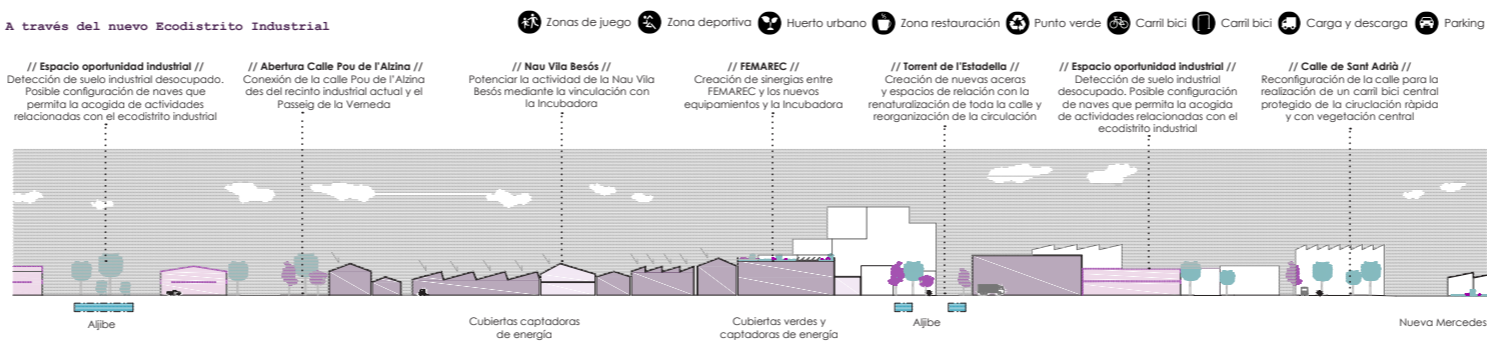 A través del nuevo Ecodistrito Industrial
Zonas de juego
Zona deportiva
Huerto urbano
Zona restauración
Punto verde
Carril bici
Carril bici
Carga y descarga
Parking
// Espacio oportunidad industrial //
Detección de suelo industrial desocupado.
Posible configuración de naves que
permita la acogida de actividades
relacionadas con el ecodistrito industrial
// Abertura Calle Pou de l'Alzina //
Conexión de la calle Pou de l'Alzina
des del recinto industrial actual y el
Passeig de la Verneda
// Nau Vila Besós //
Potenciar la actividad de la Nau Vila
Besós mediante la vinculación con
la Incubadora
// FEMAREC //
Creación de sinergias entre
FEMAREC y los nuevos
equipamientos y la Incubadora
// Torrent de l'Estadella //
Creación de nuevas aceras
y espacios de relación con la
renaturalización de toda la calle y
reorganización de la circulación
// Espacio oportunidad industrial //
Detección de suelo industrial
desocupado. Posible configuración
de naves que permita la acogida
de actividades relacionadas con el
ecodistrito industrial
// Calle de Sant Adrià //
Reconfiguración de la calle para la
realización de un carril bici central
protegido de la ciruclación ràpida
y con vegetación central
Aljibe
Cubiertas captadoras
de energía
Cubiertas verdes y
captadoras de energía
Aljibe
Nueva Mercedes